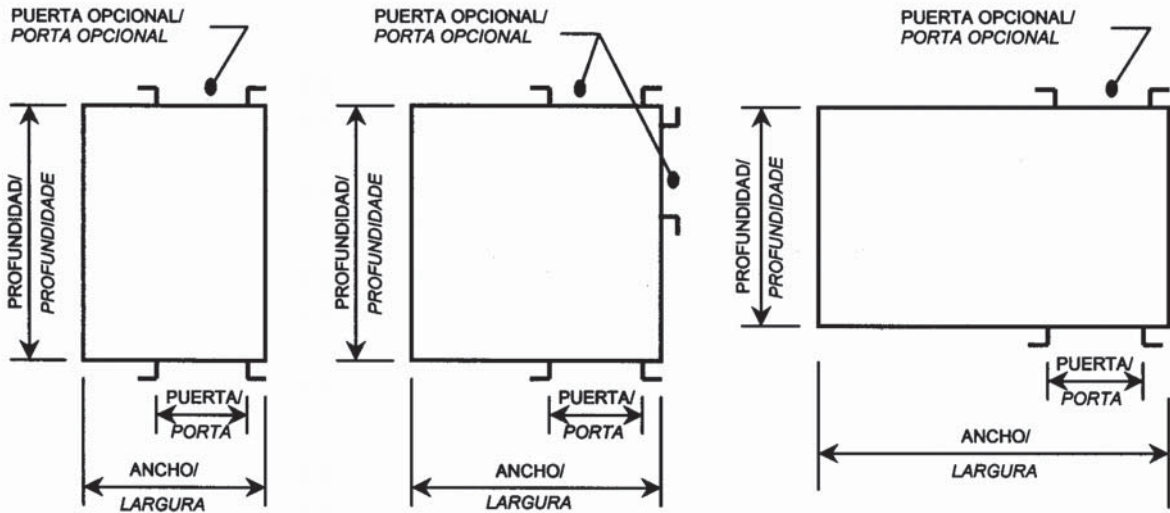 PUERTA OPCIONAL/
PORTA OPCIONAL
PROFUNDIDAD/
PROFUNDIDADE
PUERTA/
PORTA
ANCHO/
LARGURA
PUERTA OPCIONAL/
PORTA OPCIONAL
PROFUNDIDAD/
PROFUNDIDADE
PUERTA/
PORTA
ANCHO/
LARGURA
PUERTA OPCIONAL/
PORTA OPCIONAL
PROFUNDIDAD/
PROFUNDIDADE
PUERTA/
PORTA
ANCHO/
LARGURA